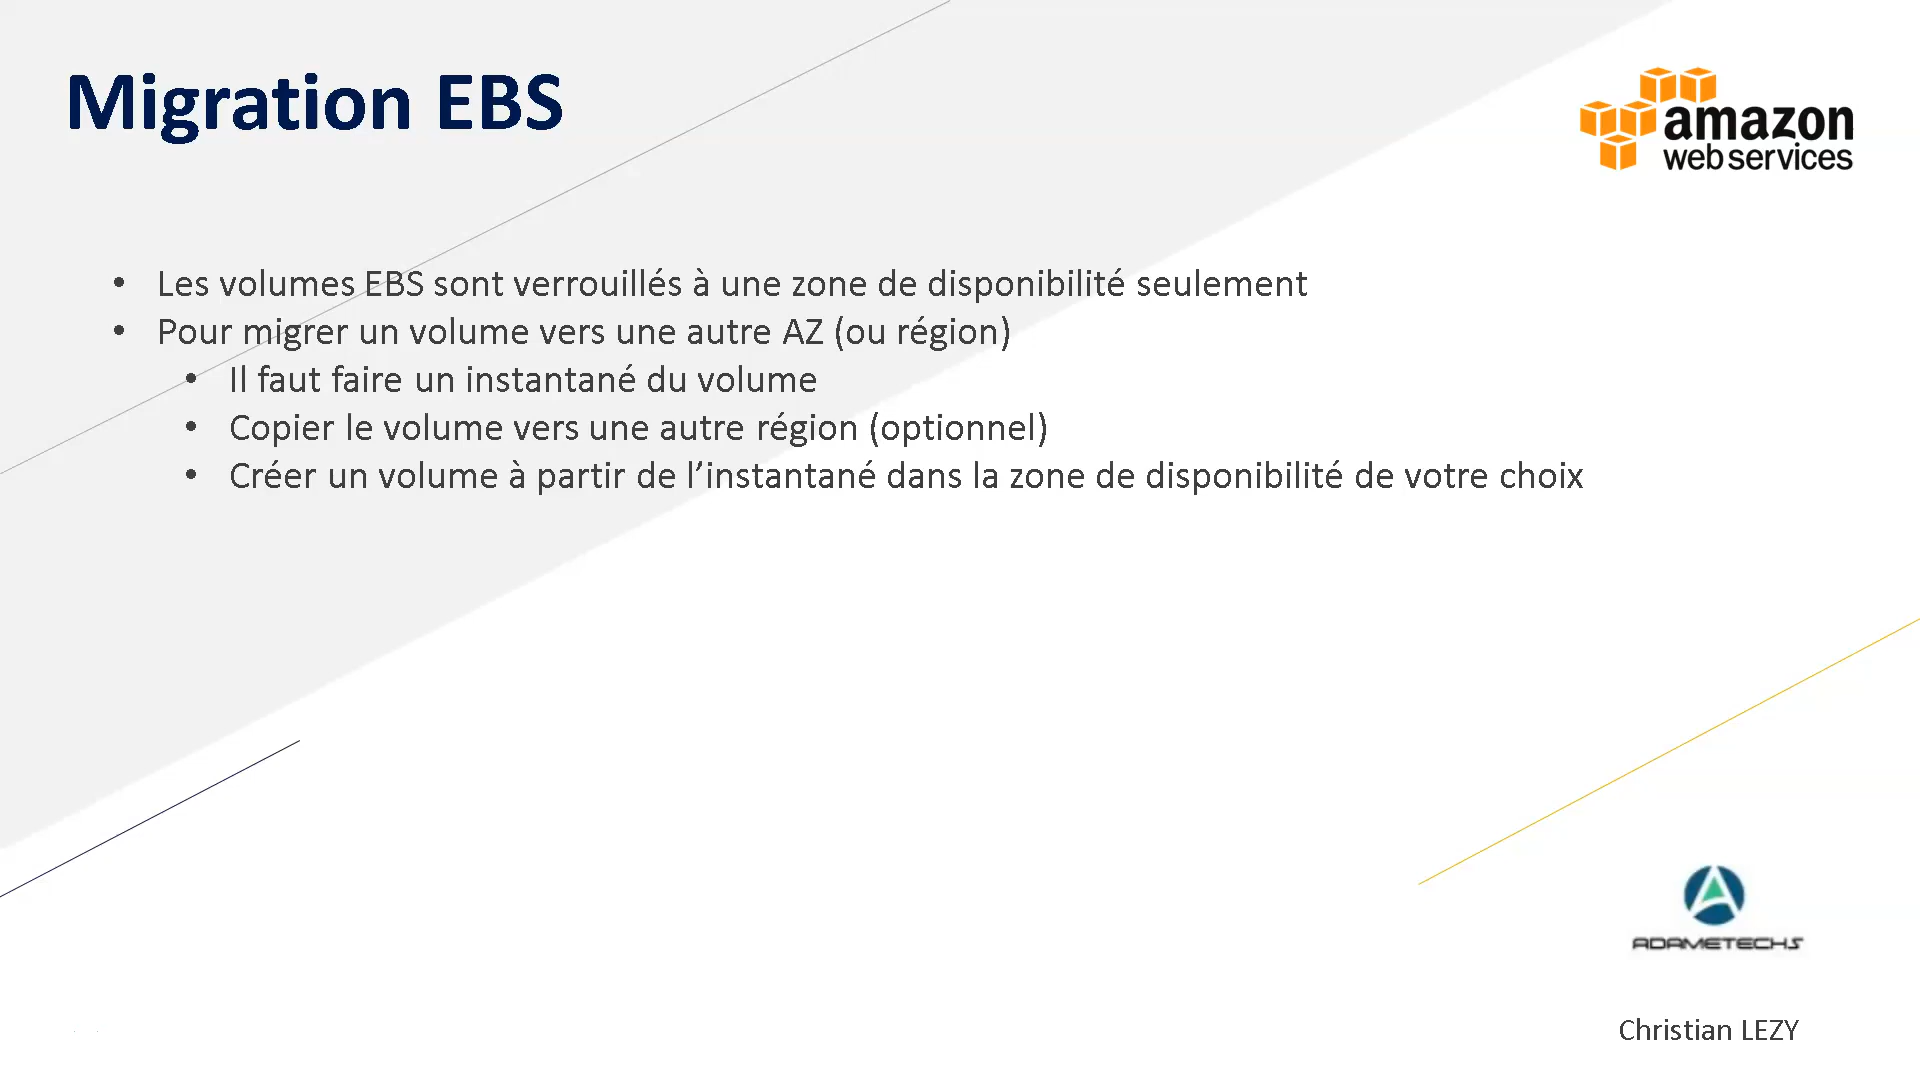 Migration EBS
amazon
web services
• Les volumes EBS sont verrouillés à une zone de disponibilité seulement
• Pour migrer un volume vers une autre AZ (ou région)
• Il faut faire un instantané du volume
• Copier le volume vers une autre région (optionnel)
• Créer un volume à partir de l’instantané dans la zone de disponibilité de votre choix
ADAMETECHS
Christian LEZY